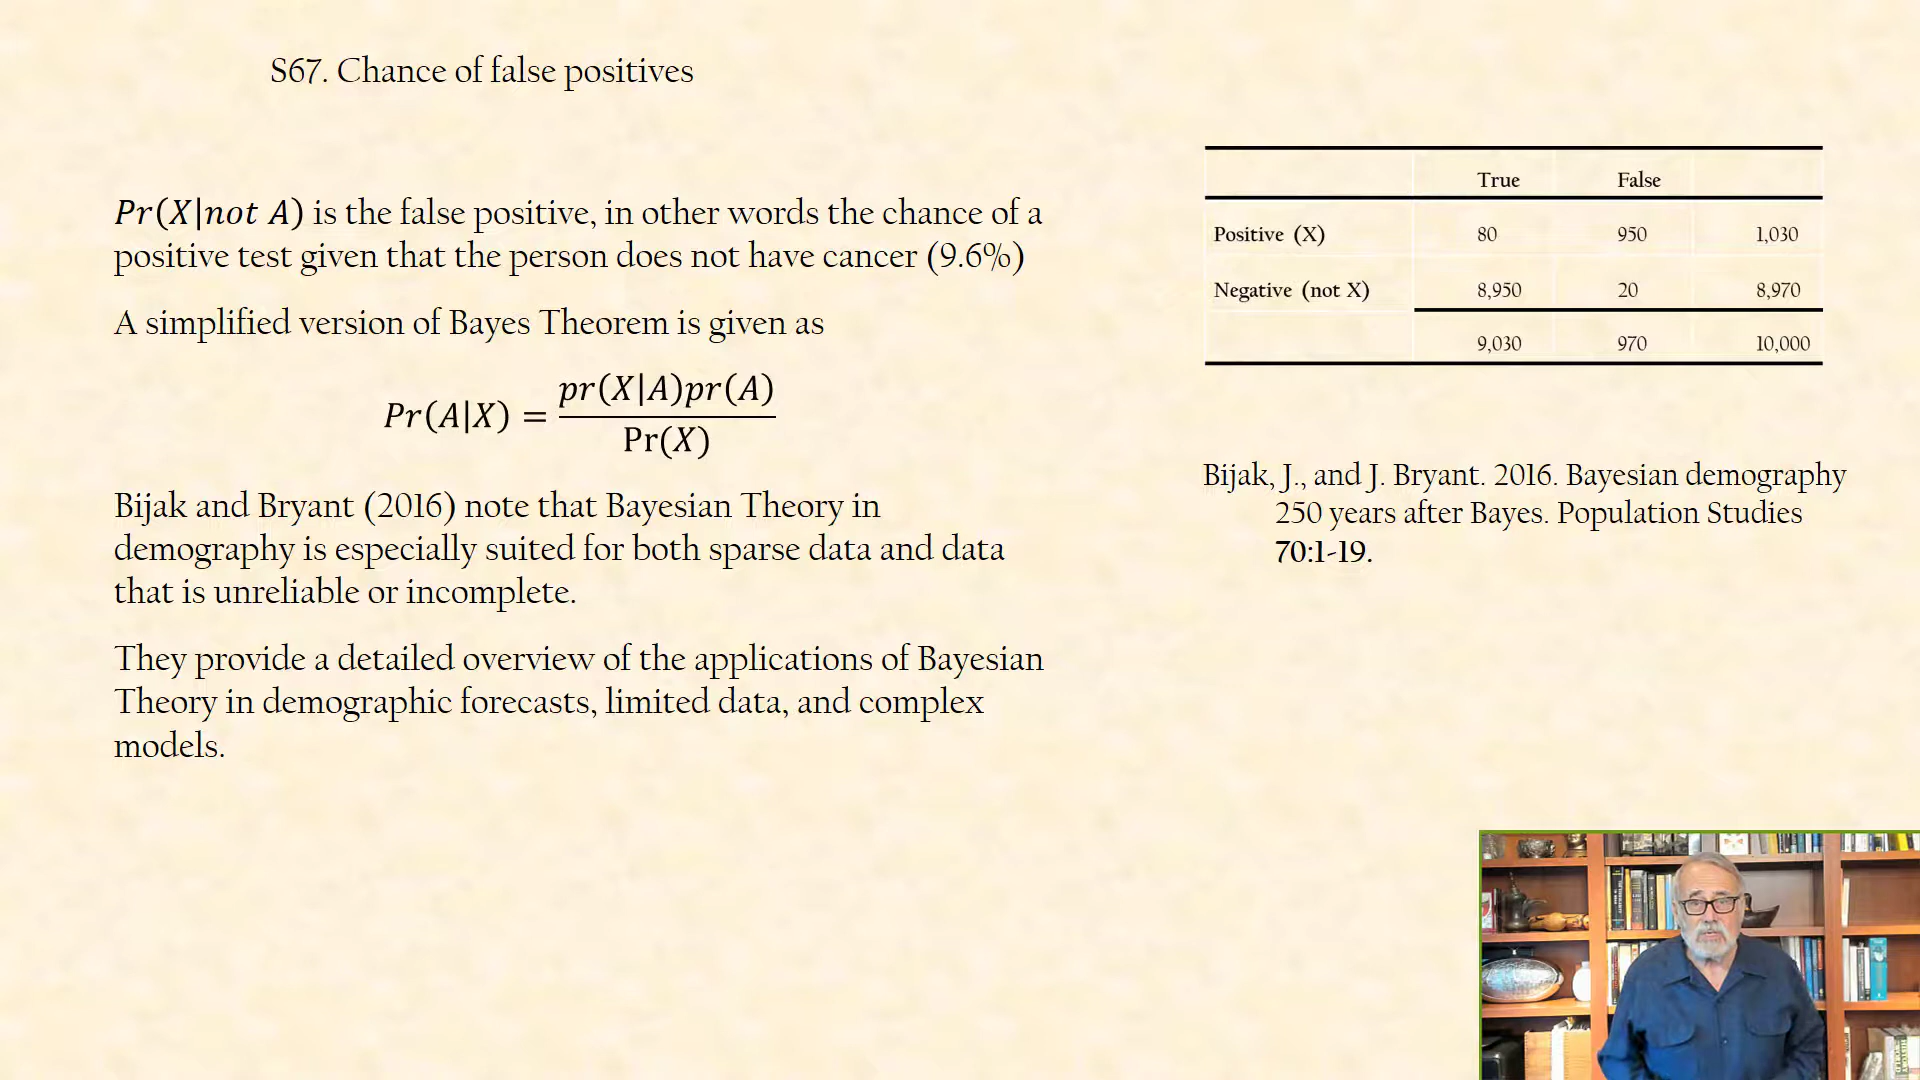 S67. Chance of false positives
Pr(X|not A) is the false positive, in other words the chance of a
positive test given that the person does not have cancer (9.6%)
A simplified version of Bayes Theorem is given as
Pr(A|X) = pr(X|A)pr(A) / Pr(X)
Bijak and Bryant (2016) note that Bayesian Theory in
demography is especially suited for both sparse data and data
that is unreliable or incomplete.
They provide a detailed overview of the applications of Bayesian
Theory in demographic forecasts, limited data, and complex
models.
True False
Positive (X) 80 950 1,030
Negative (not X) 8,950 20 8,970
9,030 970 10,000
Bijak, J., and J. Bryant. 2016. Bayesian demography
250 years after Bayes. Population Studies
70:1-19.